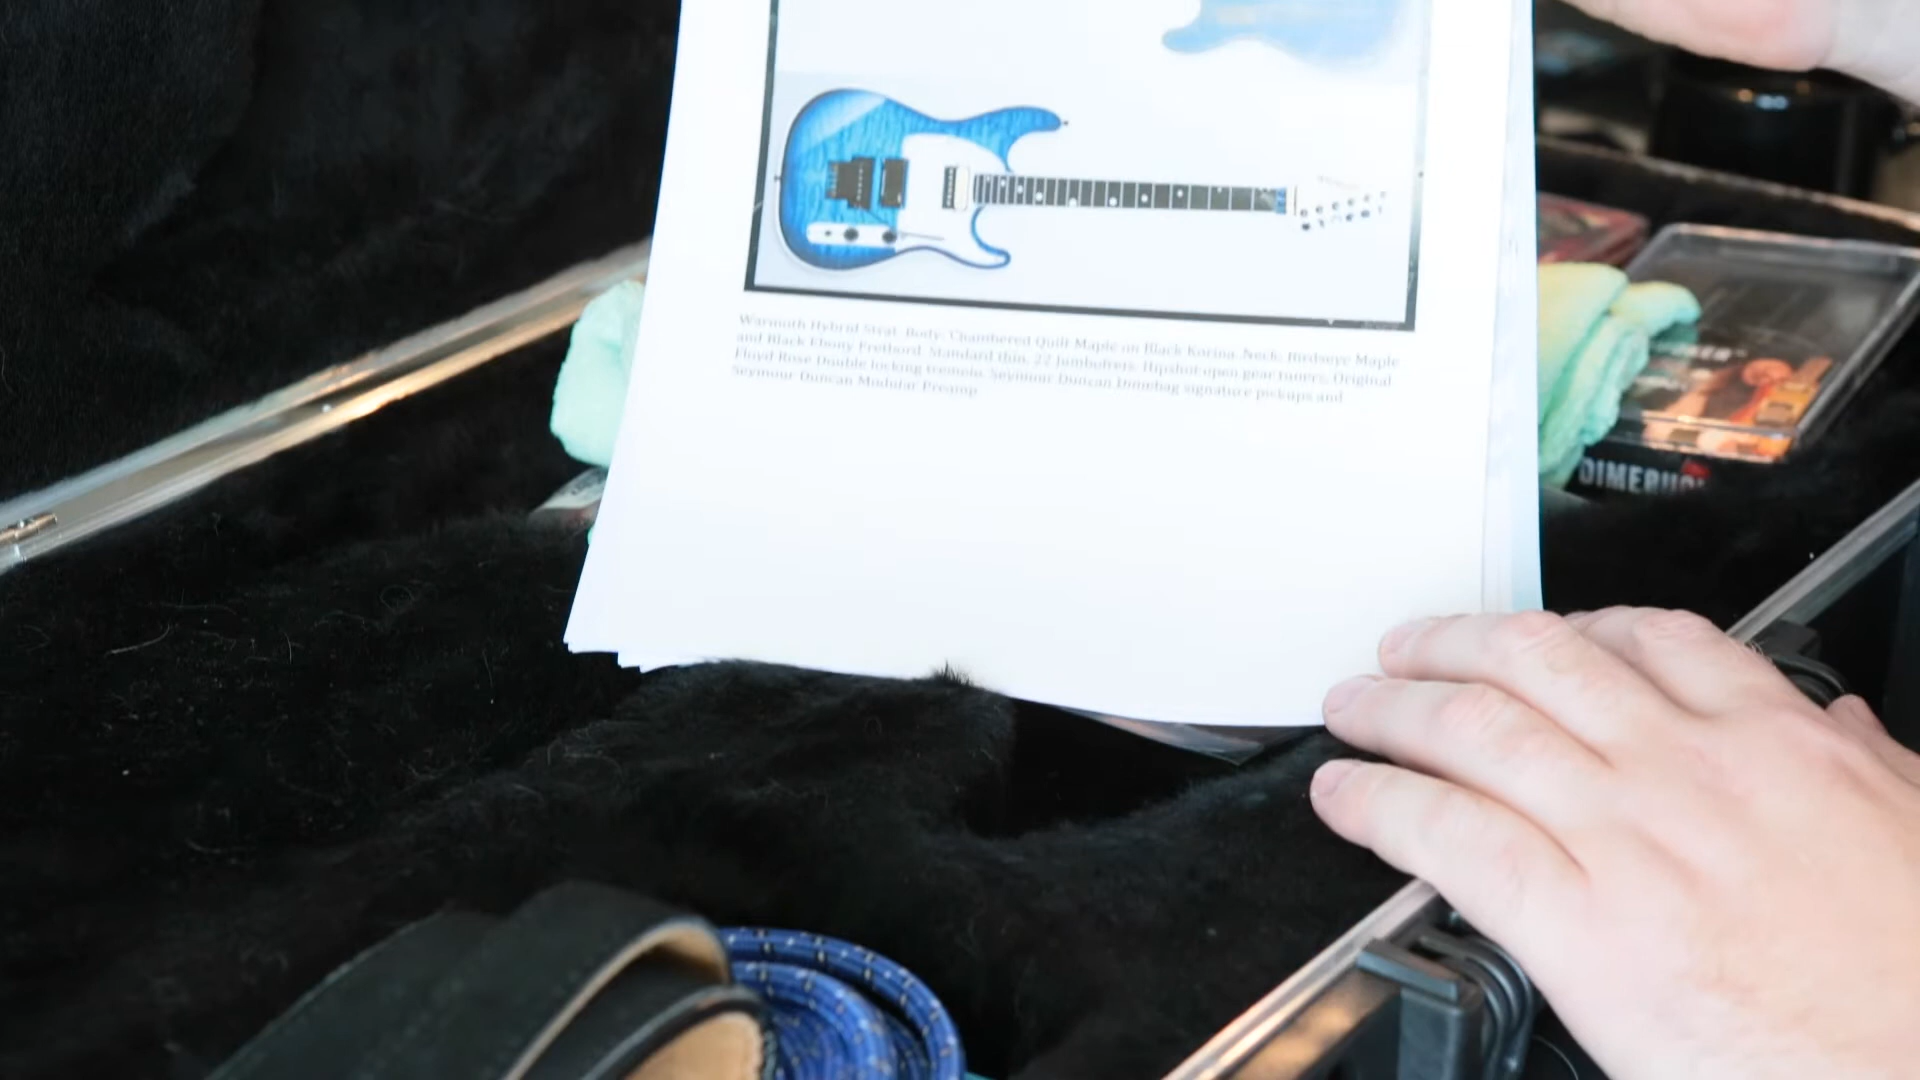 Warmoth Hybrid Strat. Body: Chambered Quilt Maple on Black Korina. Neck: Birdseye Maple
and Black Ebony Fretbord. Standard thin, 22 Jumbofrets. Hipshot open gear tuners. Original
Floyd Rose Double locking tremolo. Seymour Duncan Dimebag signature pickups and
Seymour Duncan Modular Preamp
DIMEBUCKER